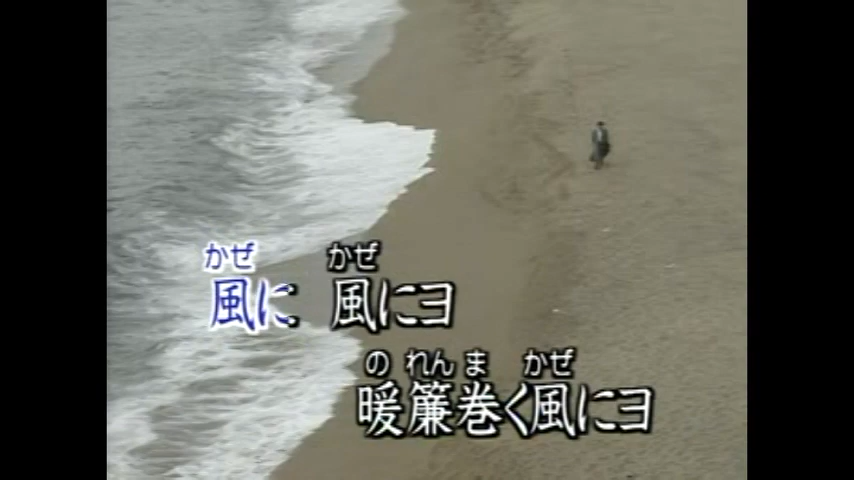 かぜ かぜ
風に 風にヨ
のれんま かぜ
暖簾巻く風にヨ